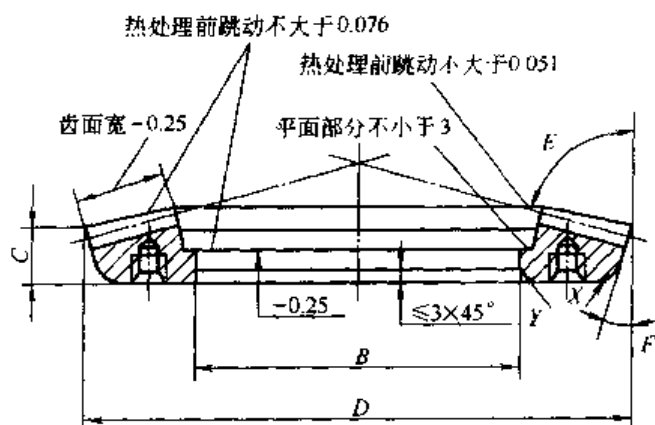 热处理前跳动不大于0.076
热处理前跳动不大于0.051
齿面宽-0.25
平面部分不小于3
E
C
-0.25
≤3×45°
Y
X
F
B
D